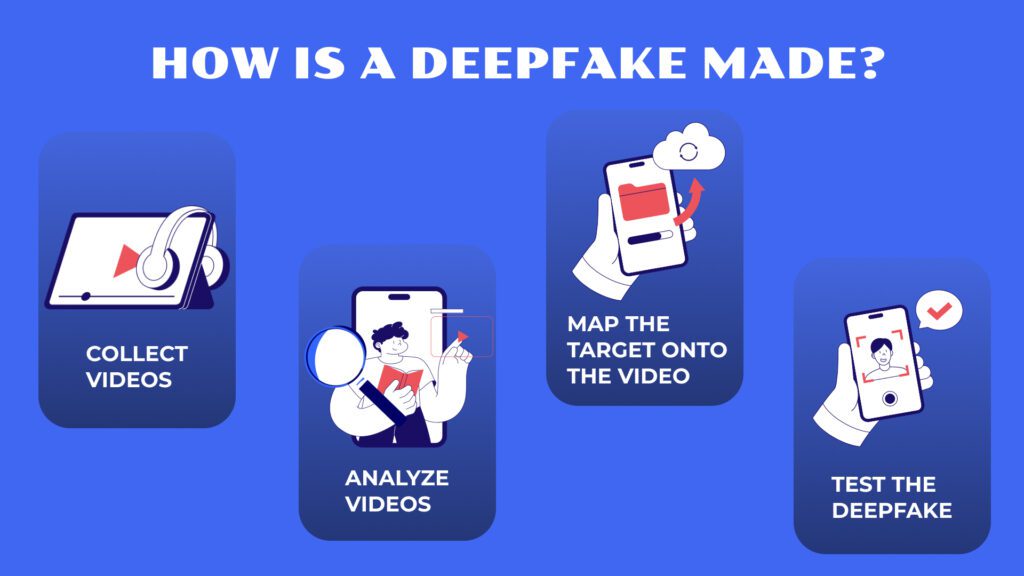 HOW IS A DEEPFAKE MADE?
COLLECT
VIDEOS
ANALYZE
VIDEOS
MAP THE
TARGET ONTO
THE VIDEO
TEST THE
DEEPFAKE